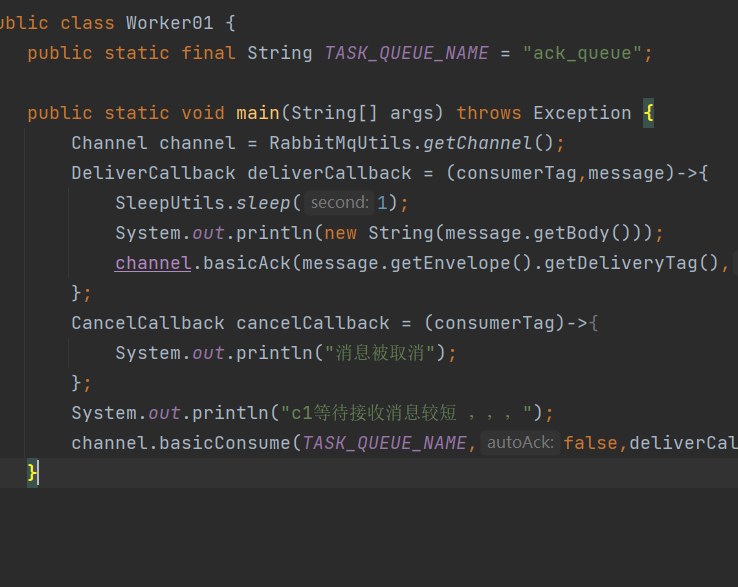 ublic class Worker01 {
public static final String TASK_QUEUE_NAME = "ack_queue";
public static void main(String[] args) throws Exception {
Channel channel = RabbitMqUtils.getChannel();
DeliverCallback deliverCallback = (consumerTag,message)->{
SleepUtils.sleep( second: 1);
System.out.println(new String(message.getBody()));
channel.basicAck(message.getEnvelope().getDeliveryTag(),
};
CancelCallback cancelCallback = (consumerTag)->{
System.out.println("消息被取消");
};
System.out.println("c1等待接收消息较短 , , , ");
channel.basicConsume(TASK_QUEUE_NAME, autoAck: false,deliverCal
}